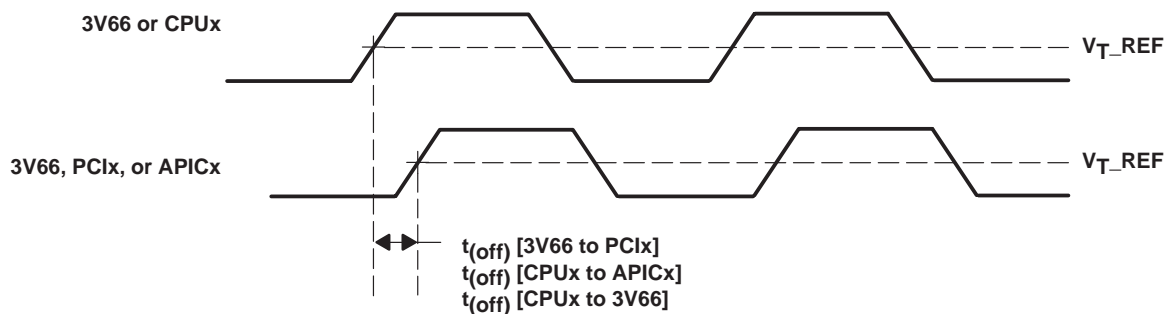 3V66 or CPUx
VT_REF
3V66, PCIx, or APICx
VT_REF
t(off) [3V66 to PCIx]
t(off) [CPUx to APICx]
t(off) [CPUx to 3V66]